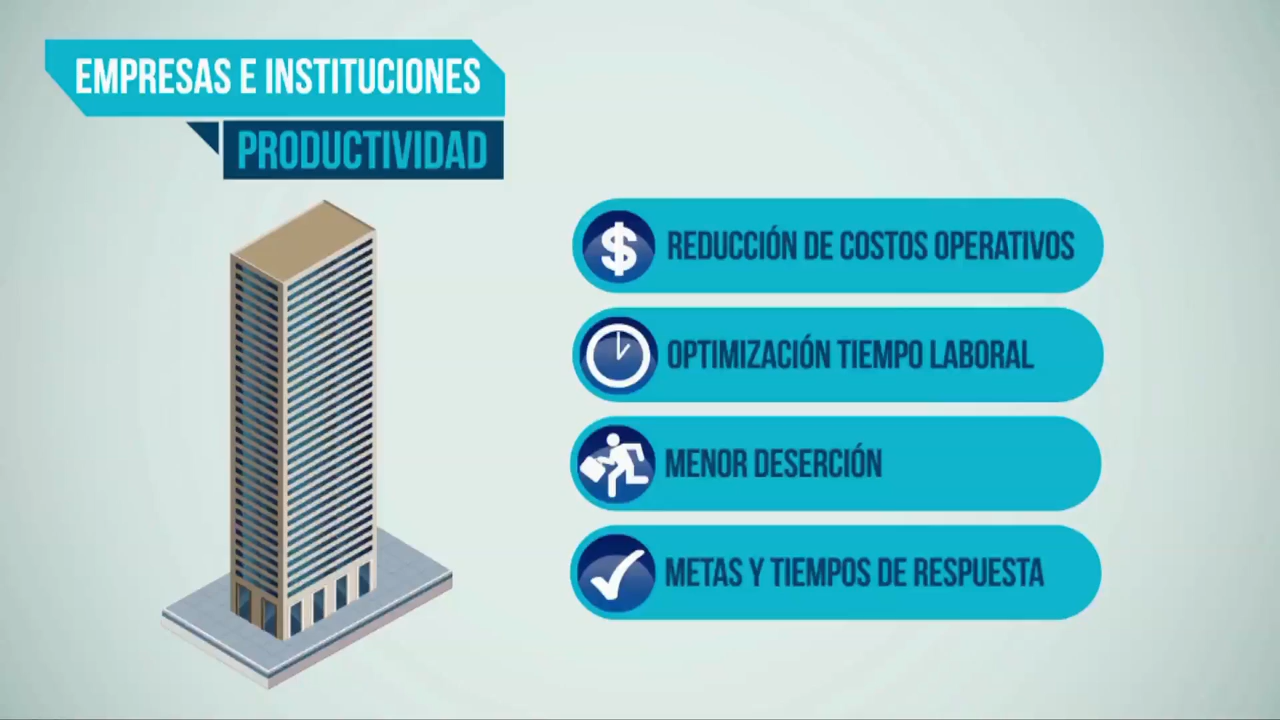 EMPRESAS E INSTITUCIONES
PRODUCTIVIDAD
$ REDUCCIÓN DE COSTOS OPERATIVOS
OPTIMIZACIÓN TIEMPO LABORAL
MENOR DESERCIÓN
METAS Y TIEMPOS DE RESPUESTA